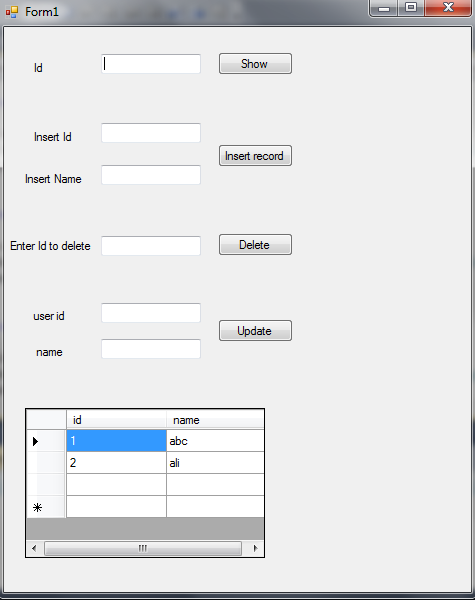 Form1
Id
Show
Insert Id
Insert record
Insert Name
Enter Id to delete
Delete
user id
Update
name
id name
1 abc
2 ali